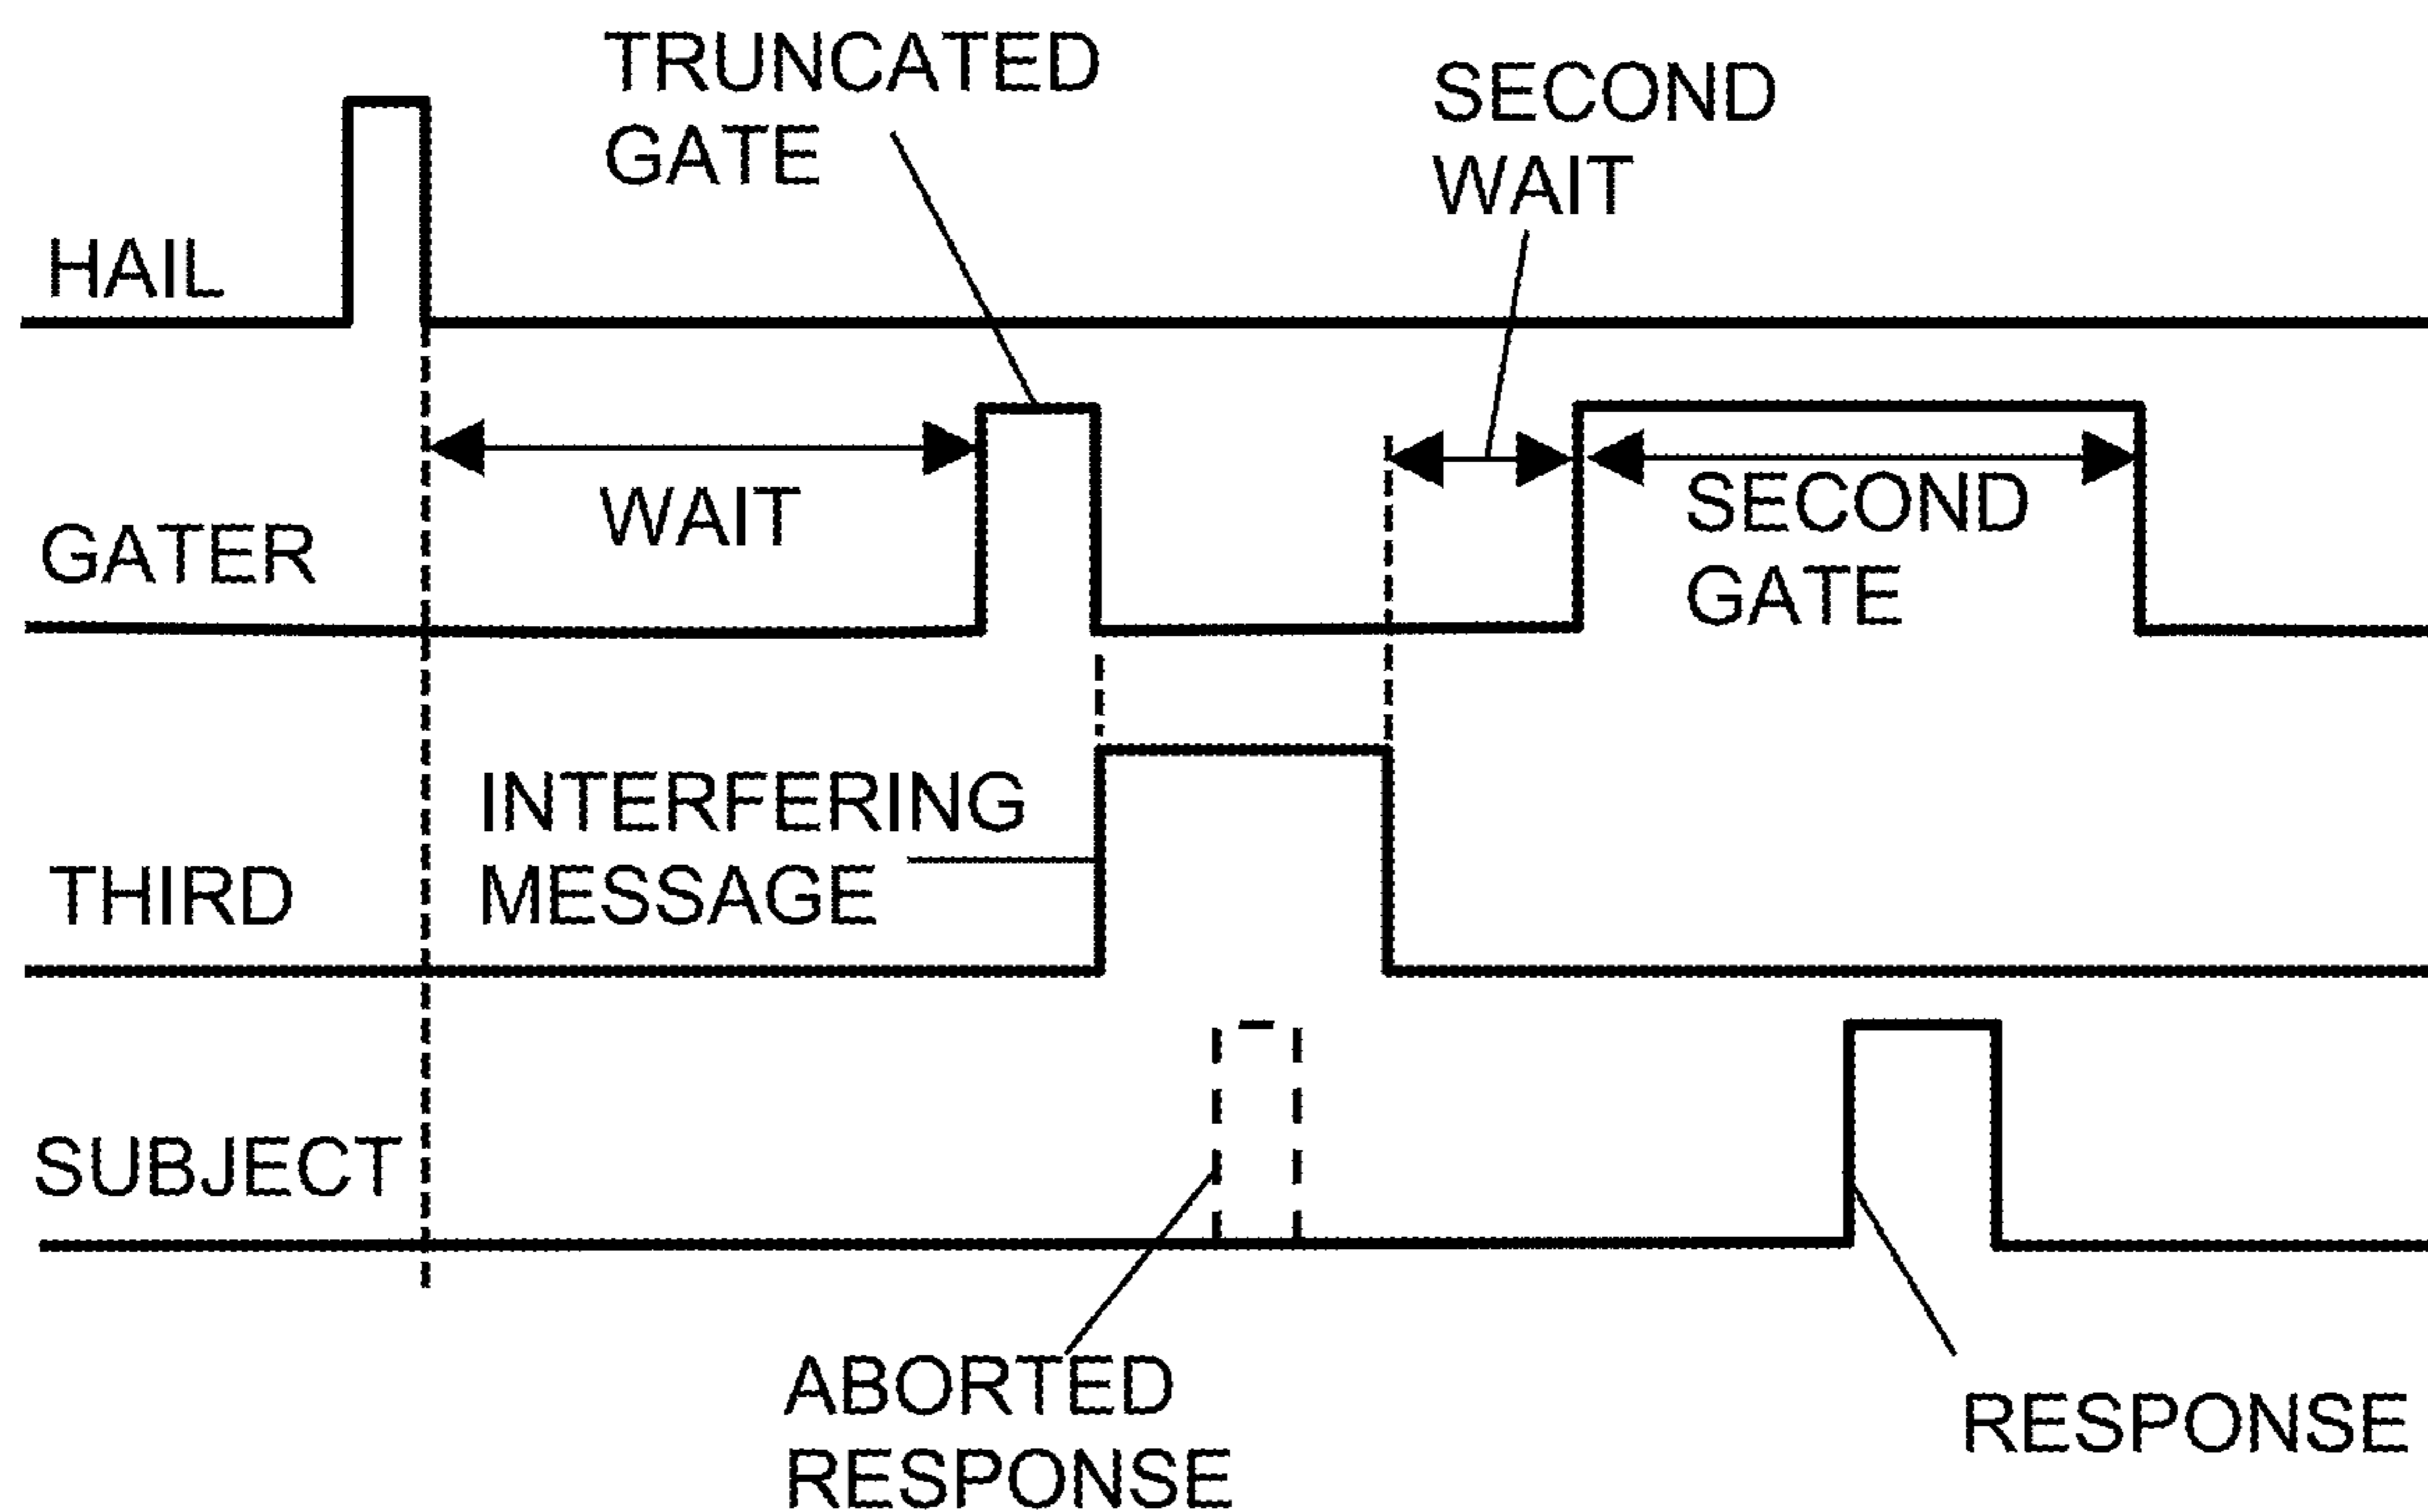 TRUNCATED
GATE
SECOND
WAIT
HAIL
WAIT
SECOND
GATE
GATER
INTERFERING
MESSAGE
THIRD
SUBJECT
ABORTED
RESPONSE
RESPONSE